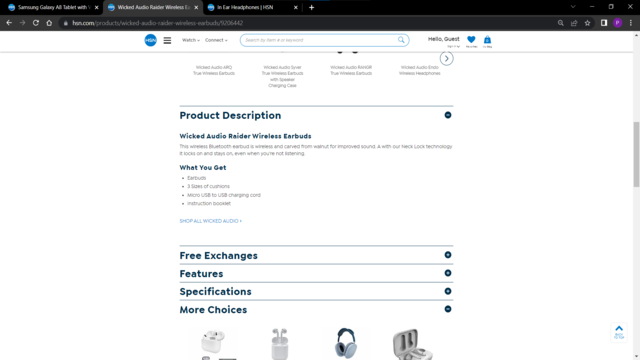 Samsung Galaxy A8 Tablet with V
Wicked Audio Raider Wireless Ea
In Ear Headphones | HSN
hsn.com/products/wicked-audio-raider-wireless-earbuds/9206442
P
HSN
Watch
Connect
Search by item # or keyword
Hello, Guest
Wicked Audio ARQ
True Wireless Earbuds
Wicked Audio Syver
True Wireless Earbuds
with Speaker
Charging Case
Wicked Audio RANGR
True Wireless Earbuds
Wicked Audio Endo
Wireless Headphones
Product Description
Wicked Audio Raider Wireless Earbuds
This wireless Bluetooth earbud is wireless and carved from walnut for improved sound. A with our Neck Lock technology
it locks on and stays on, even when you're not listening.
What You Get
• Earbuds
• 3 Sizes of cushions
• Micro USB to USB charging cord
• Instruction booklet
SHOP ALL WICKED AUDIO >
Free Exchanges
Features
Specifications
More Choices
BACK
TO TOP